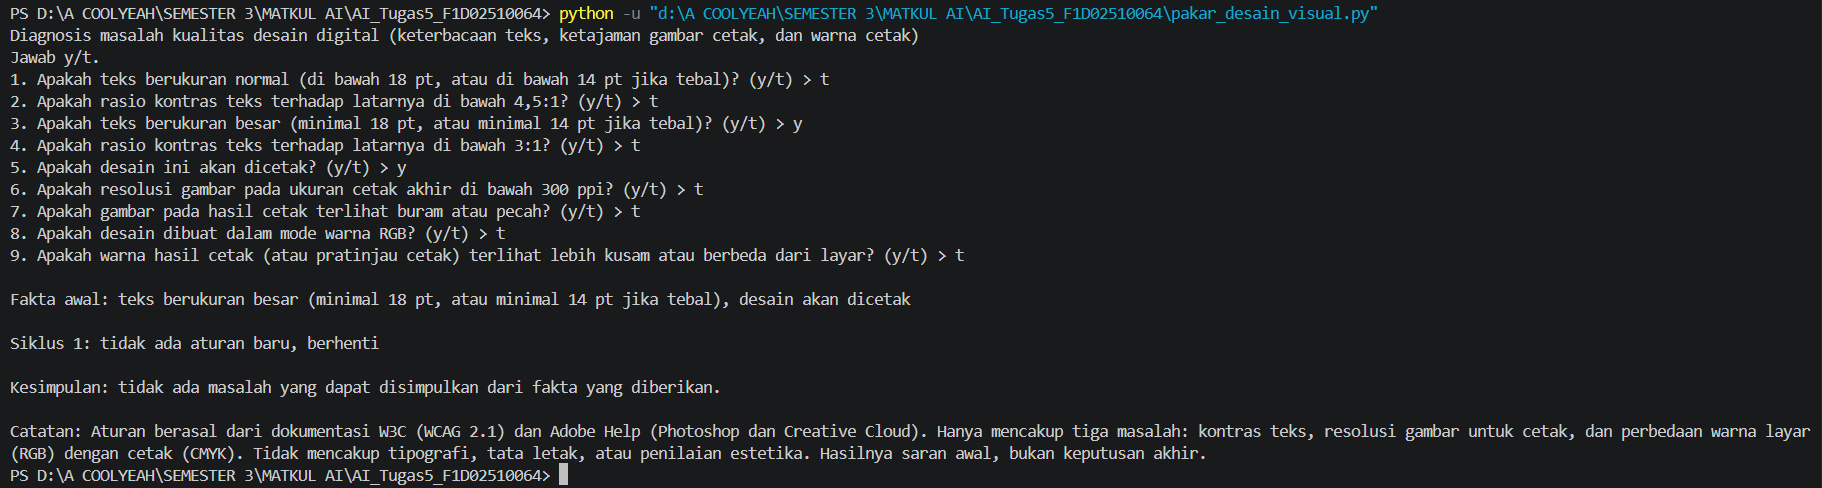 PS D:\A COOLYEAH\SEMESTER 3\MATKUL AI\AI_Tugas5_F1D02510064> python -u "d:\A COOLYEAH\SEMESTER 3\MATKUL AI\AI_Tugas5_F1D02510064\pakar_desain_visual.py"
Diagnosis masalah kualitas desain digital (keterbacaan teks, ketajaman gambar cetak, dan warna cetak)
Jawab y/t.
1. Apakah teks berukuran normal (di bawah 18 pt, atau di bawah 14 pt jika tebal)? (y/t) > t
2. Apakah rasio kontras teks terhadap latarnya di bawah 4,5:1? (y/t) > t
3. Apakah teks berukuran besar (minimal 18 pt, atau minimal 14 pt jika tebal)? (y/t) > y
4. Apakah rasio kontras teks terhadap latarnya di bawah 3:1? (y/t) > t
5. Apakah desain ini akan dicetak? (y/t) > y
6. Apakah resolusi gambar pada ukuran cetak akhir di bawah 300 ppi? (y/t) > t
7. Apakah gambar pada hasil cetak terlihat buram atau pecah? (y/t) > t
8. Apakah desain dibuat dalam mode warna RGB? (y/t) > t
9. Apakah warna hasil cetak (atau pratinjau cetak) terlihat lebih kusam atau berbeda dari layar? (y/t) > t
Fakta awal: teks berukuran besar (minimal 18 pt, atau minimal 14 pt jika tebal), desain akan dicetak
Siklus 1: tidak ada aturan baru, berhenti
Kesimpulan: tidak ada masalah yang dapat disimpulkan dari fakta yang diberikan.
Catatan: Aturan berasal dari dokumentasi W3C (WCAG 2.1) dan Adobe Help (Photoshop dan Creative Cloud). Hanya mencakup tiga masalah: kontras teks, resolusi gambar untuk cetak, dan perbedaan warna layar
(RGB) dengan cetak (CMYK). Tidak mencakup tipografi, tata letak, atau penilaian estetika. Hasilnya saran awal, bukan keputusan akhir.
PS D:\A COOLYEAH\SEMESTER 3\MATKUL AI\AI_Tugas5_F1D02510064>